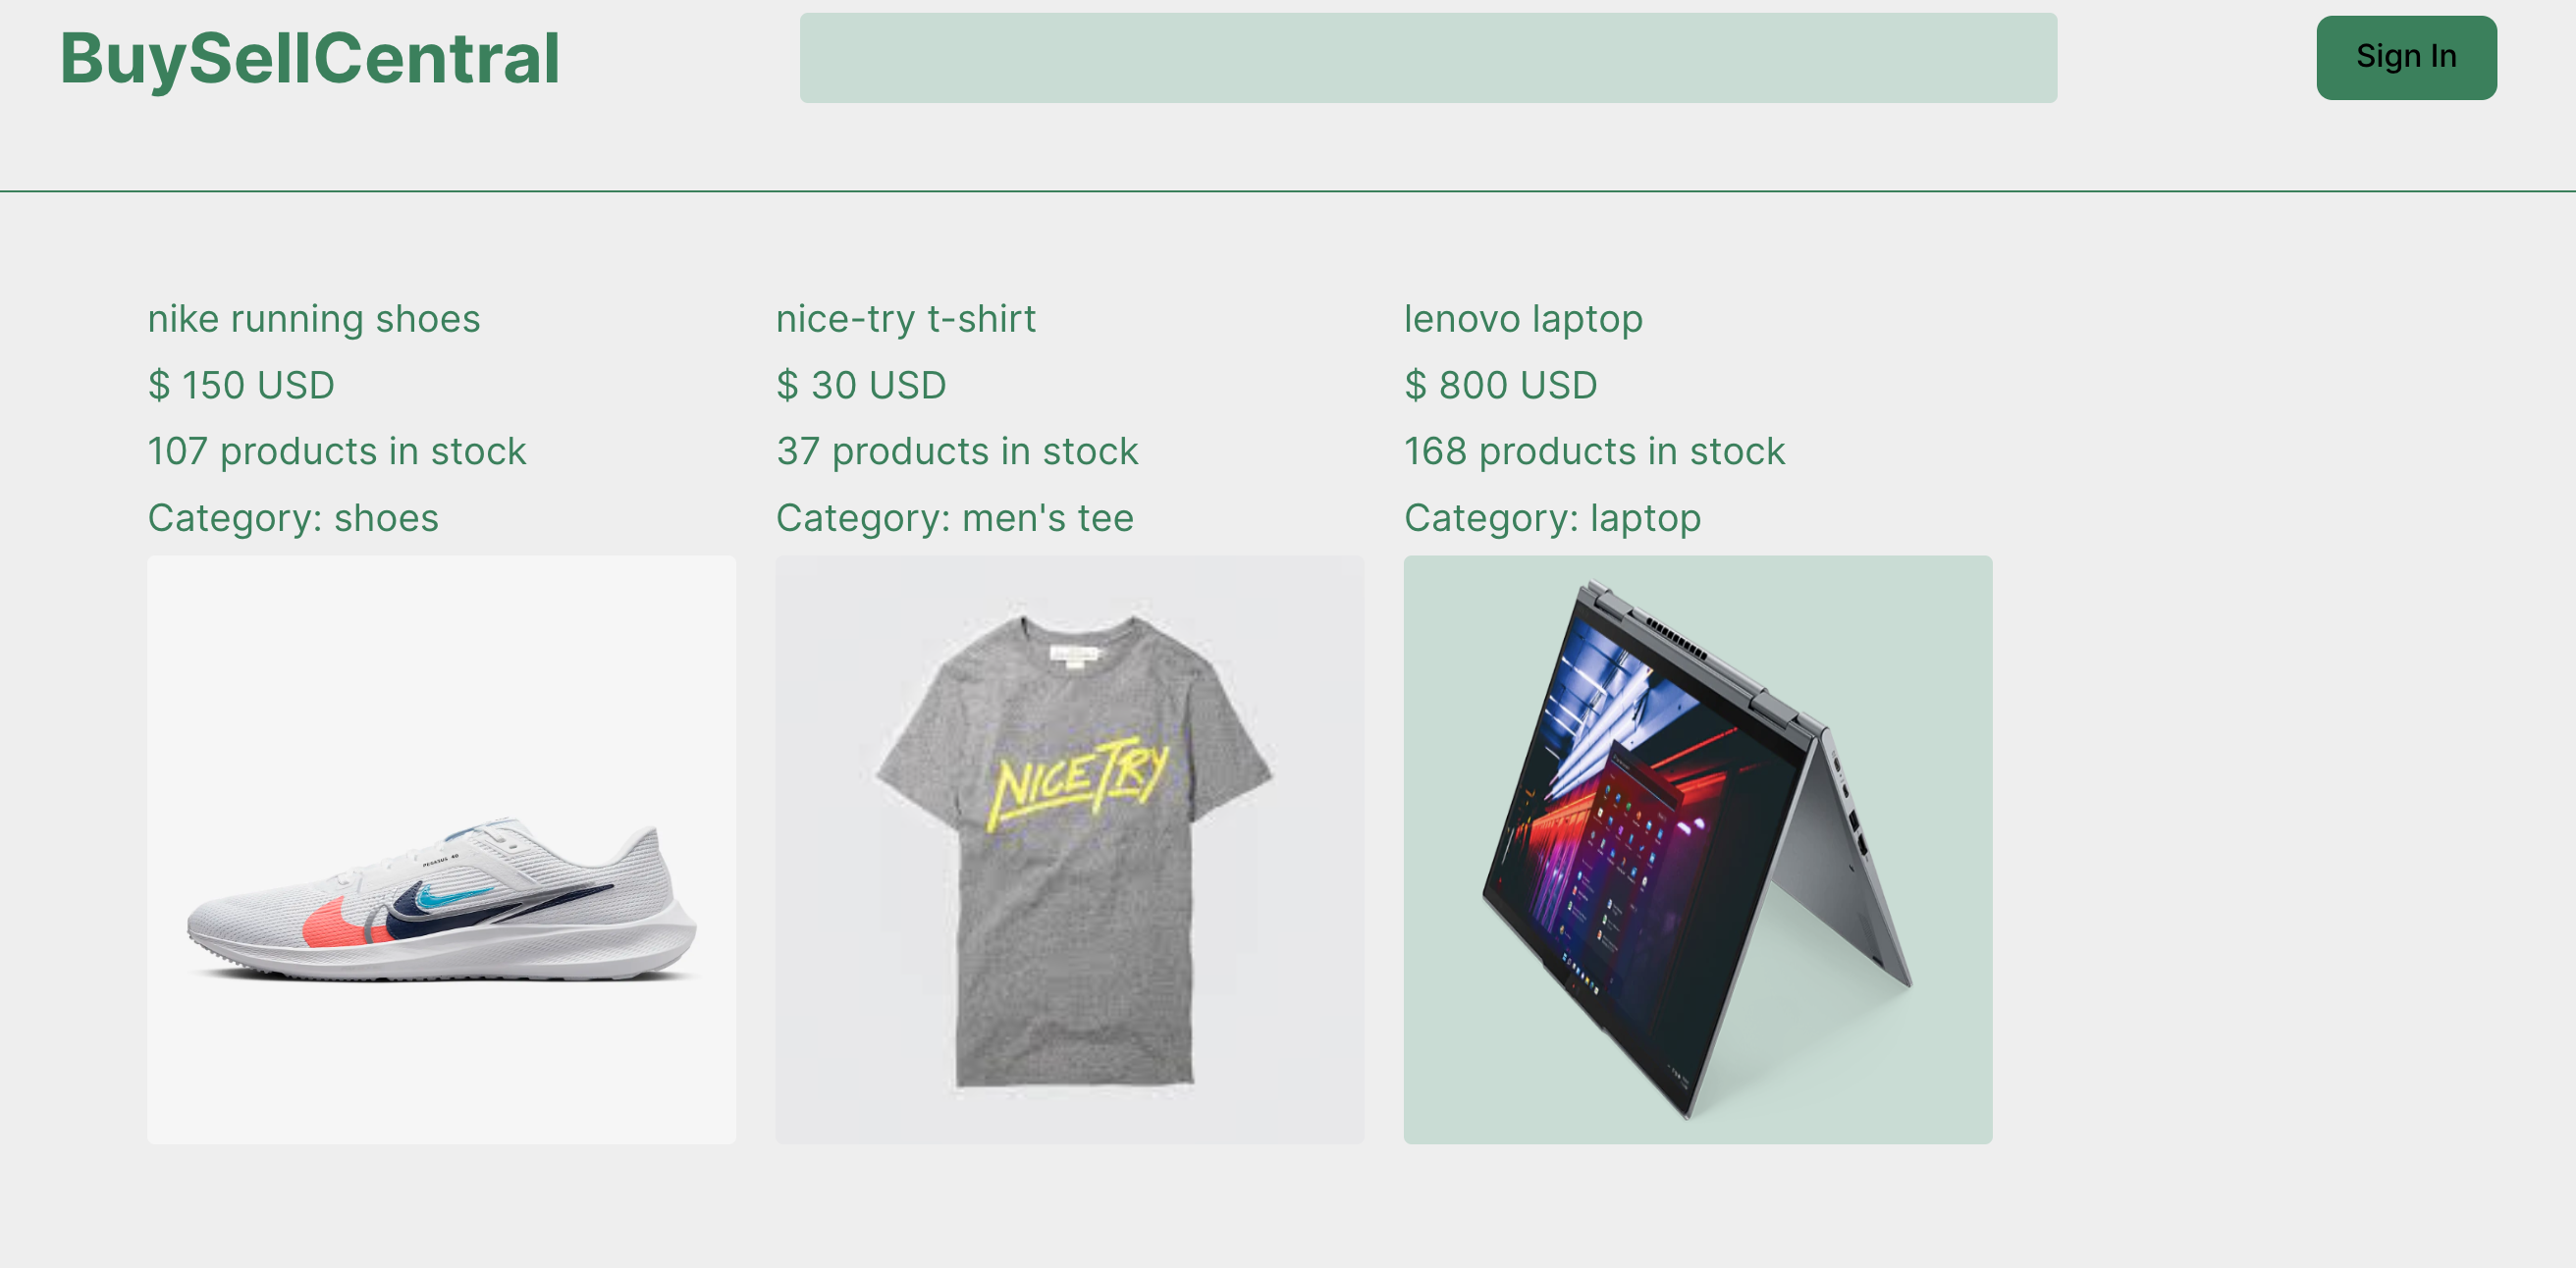 BuySellCentral
Sign In
nike running shoes
$ 150 USD
107 products in stock
Category: shoes
PEGASUS 40
nice-try t-shirt
$ 30 USD
37 products in stock
Category: men's tee
NICE TRY
lenovo laptop
$ 800 USD
168 products in stock
Category: laptop